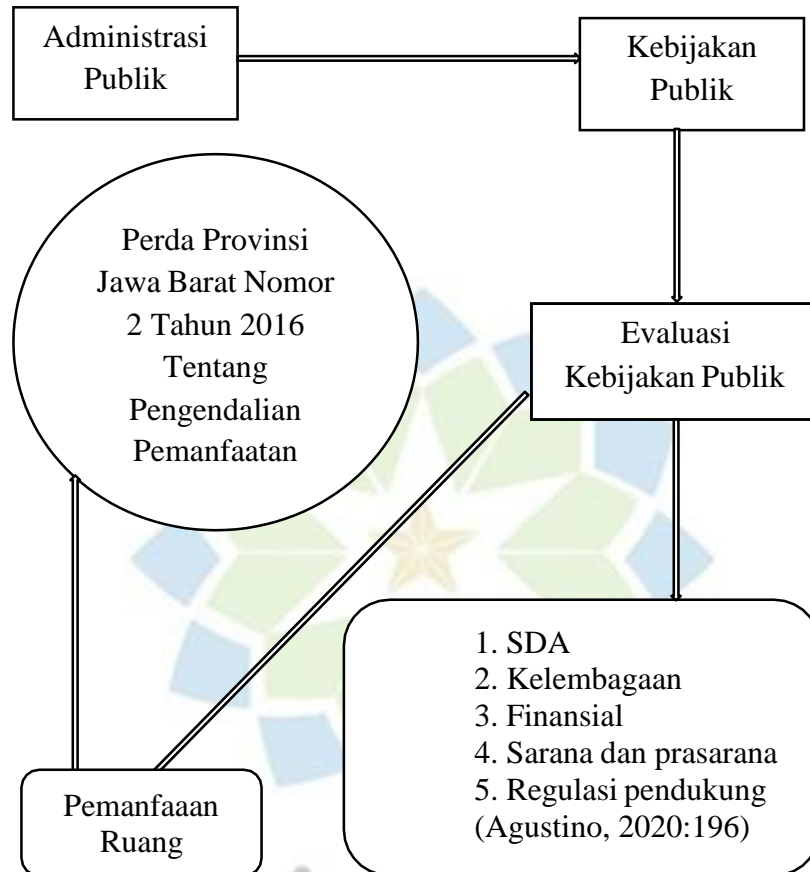 Administrasi
Publik
Kebijakan
Publik
Perda Provinsi
Jawa Barat Nomor
2 Tahun 2016
Tentang
Pengendalian
Pemanfaatan
Evaluasi
Kebijakan Publik
1. SDA
2. Kelembagaan
3. Finansial
4. Sarana dan prasarana
5. Regulasi pendukung
(Agustino, 2020:196)
Pemanfaaan
Ruang